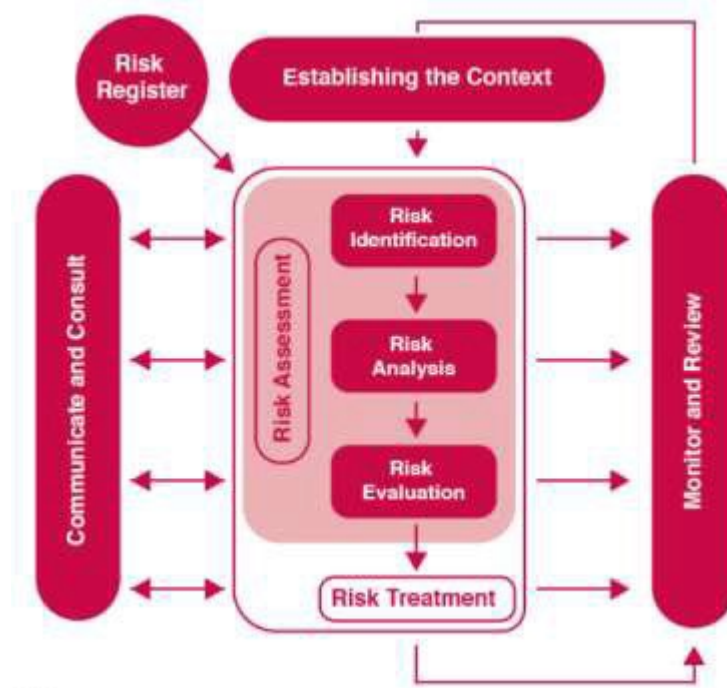 Risk
Register
Establishing the Context
Communicate and Consult
Risk Assessment
Risk
Identification
Risk
Analysis
Risk
Evaluation
Risk Treatment
Monitor and Review